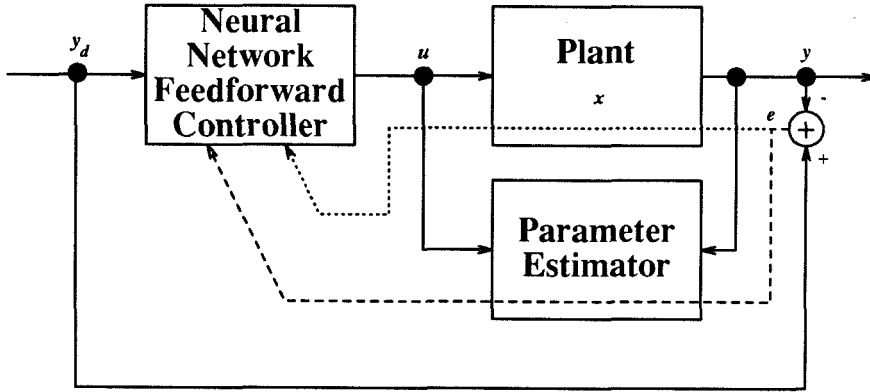 y_d
Neural
Network
Feedforward
Controller
u
Plant
x
y
-
e
+
+
Parameter
Estimator